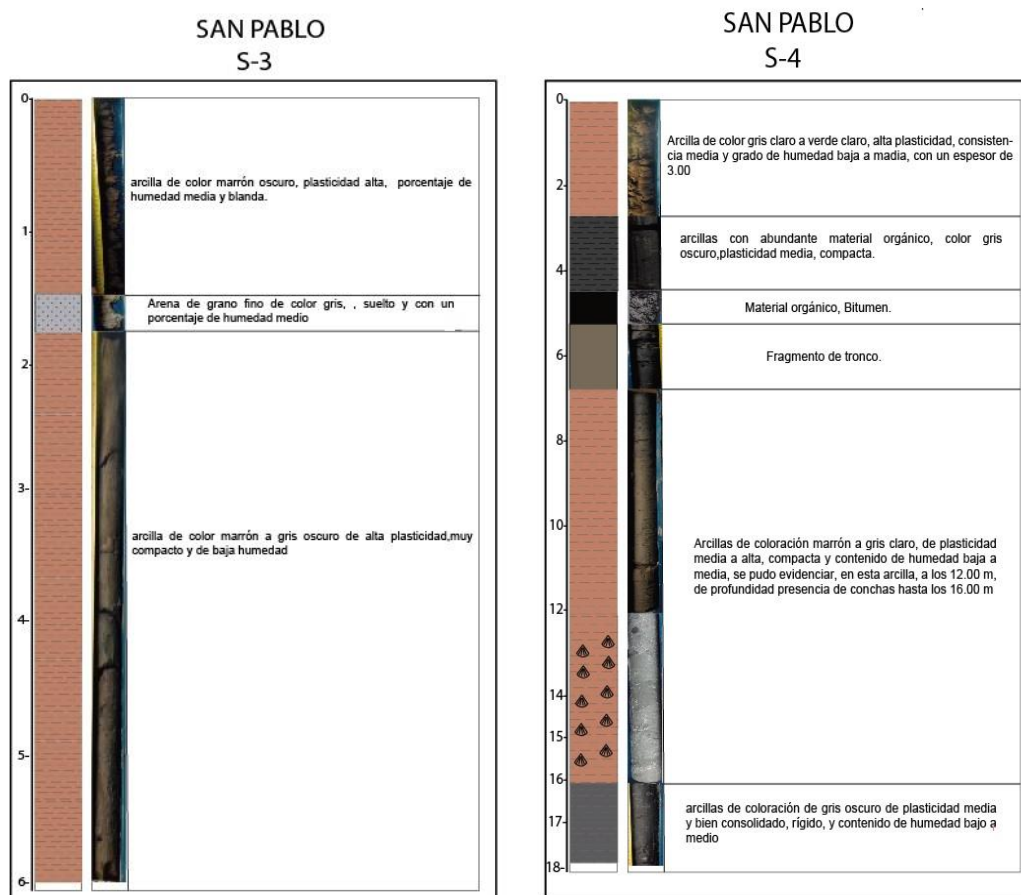 SAN PABLO
S-3
0-
1-
2-
3-
4-
5-
6-
arcilla de color marrón oscuro, plasticidad alta, porcentaje de
humedad media y blanda.
Arena de grano fino de color gris, , suelto y con un
porcentaje de humedad medio
arcilla de color marrón a gris oscuro de alta plasticidad,muy
compacto y de baja humedad
SAN PABLO
S-4
0-
2-
4-
6-
8-
10-
12-
14-
15-
16-
17-
18-
Arcilla de color gris claro a verde claro, alta plasticidad, consisten-
cia media y grado de humedad baja a madia, con un espesor de
3.00
arcillas con abundante material orgánico, color gris
oscuro,plasticidad media, compacta.
Material orgánico, Bitumen.
Fragmento de tronco.
Arcillas de coloración marrón a gris claro, de plasticidad
media a alta, compacta y contenido de humedad baja a
media, se pudo evidenciar, en esta arcilla, a los 12.00 m,
de profundidad presencia de conchas hasta los 16.00 m
arcillas de coloración de gris oscuro de plasticidad media
y bien consolidado, rígido, y contenido de humedad bajo a
medio